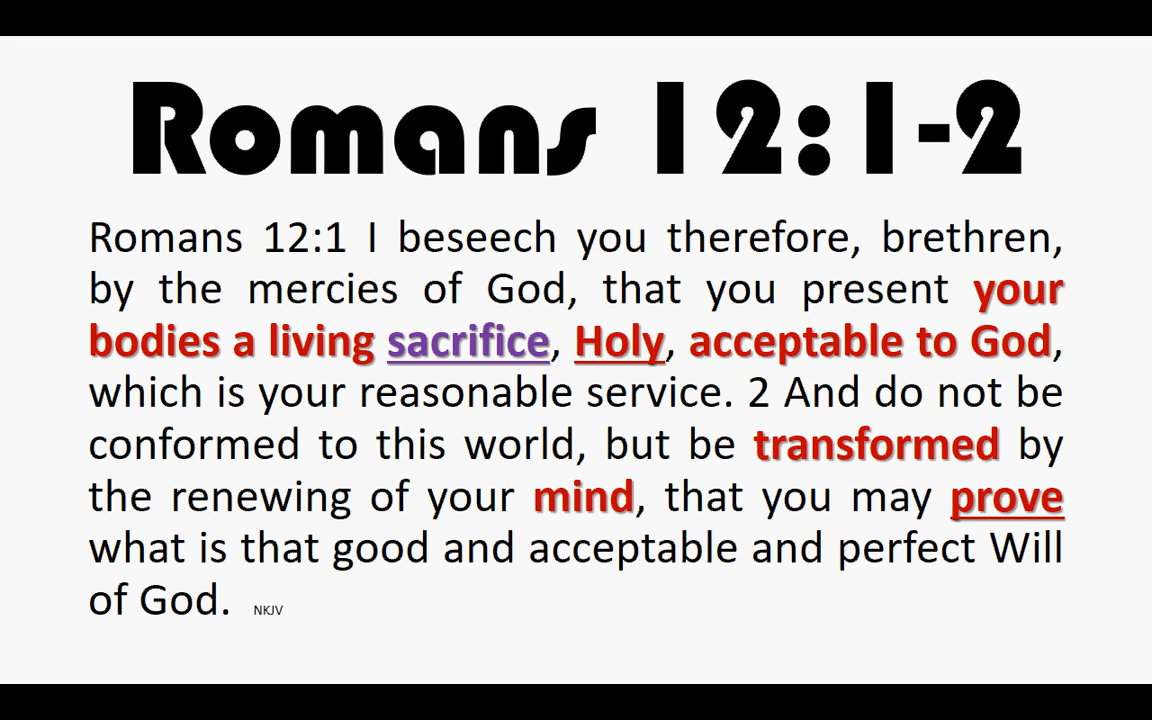 Romans 12:1-2
Romans 12:1 I beseech you therefore, brethren,
by the mercies of God, that you present your
bodies a living sacrifice, Holy, acceptable to God,
which is your reasonable service. 2 And do not be
conformed to this world, but be transformed by
the renewing of your mind, that you may prove
what is that good and acceptable and perfect Will
of God. NKJV